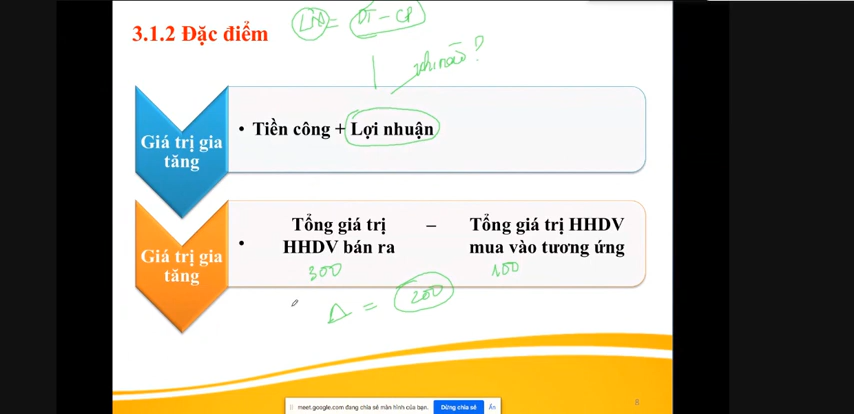 3.1.2 Đặc điểm
LN = DT - CP
khi nào?
Giá trị gia
tăng
• Tiền công + Lợi nhuận
Giá trị gia
tăng
• Tổng giá trị – Tổng giá trị HHDV
HHDV bán ra mua vào tương ứng
300 100
Δ = 200
meet.google.com đang chia sẻ màn hình của bạn. Dừng chia sẻ Ẩn
8